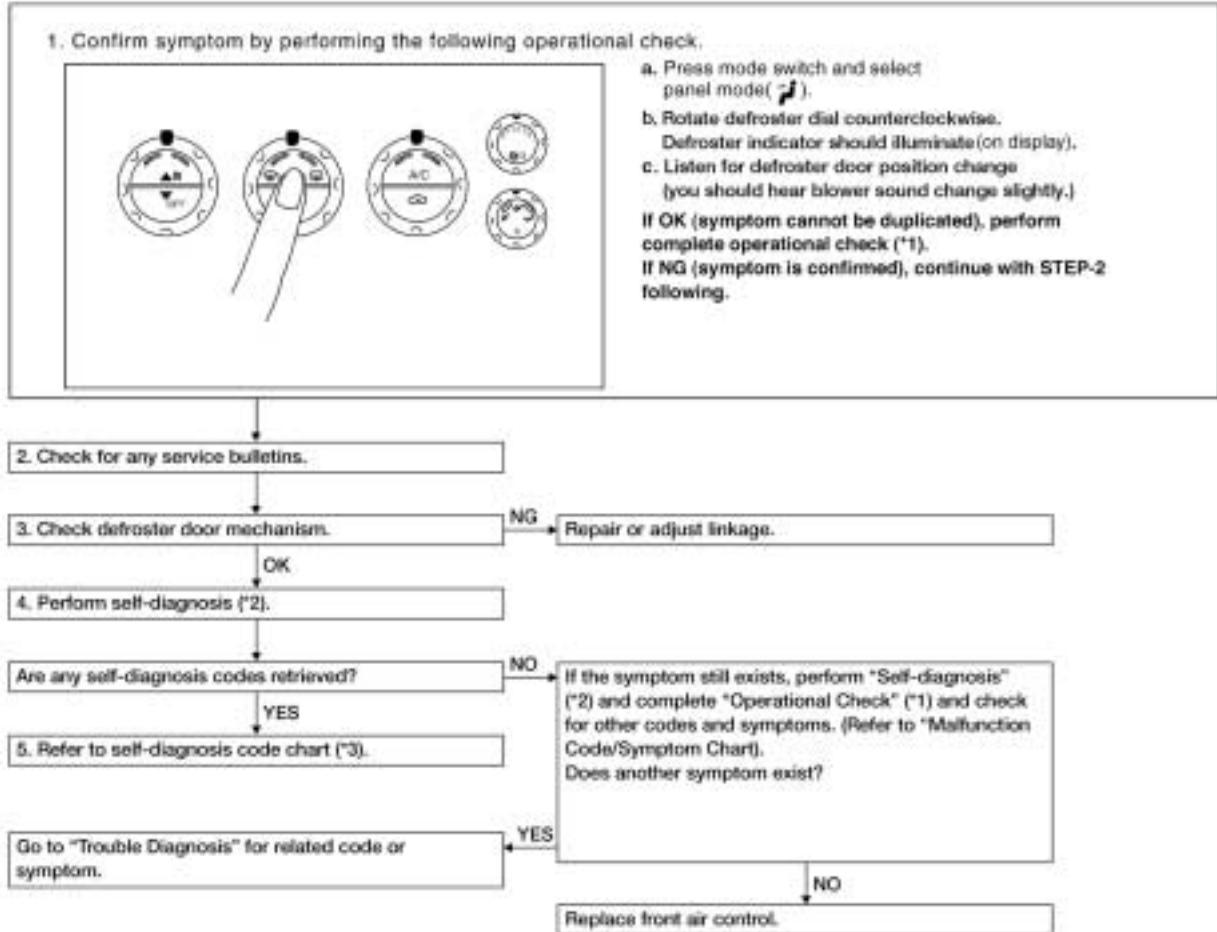 1. Confirm symptom by performing the following operational check.
a. Press mode switch and select
panel mode( ).
b. Rotate defroster dial counterclockwise.
Defroster indicator should illuminate(on display).
c. Listen for defroster door position change
(you should hear blower sound change slightly.)
If OK (symptom cannot be duplicated), perform
complete operational check (*1).
If NG (symptom is confirmed), continue with STEP-2
following.
OFF
A/C
2. Check for any service bulletins.
3. Check defroster door mechanism.
NG
Repair or adjust linkage.
OK
4. Perform self-diagnosis (*2).
Are any self-diagnosis codes retrieved?
NO
If the symptom still exists, perform "Self-diagnosis"
(*2) and complete "Operational Check" (*1) and check
for other codes and symptoms. (Refer to "Malfunction
Code/Symptom Chart).
Does another symptom exist?
YES
5. Refer to self-diagnosis code chart (*3).
YES
Go to "Trouble Diagnosis" for related code or
symptom.
NO
Replace front air control.